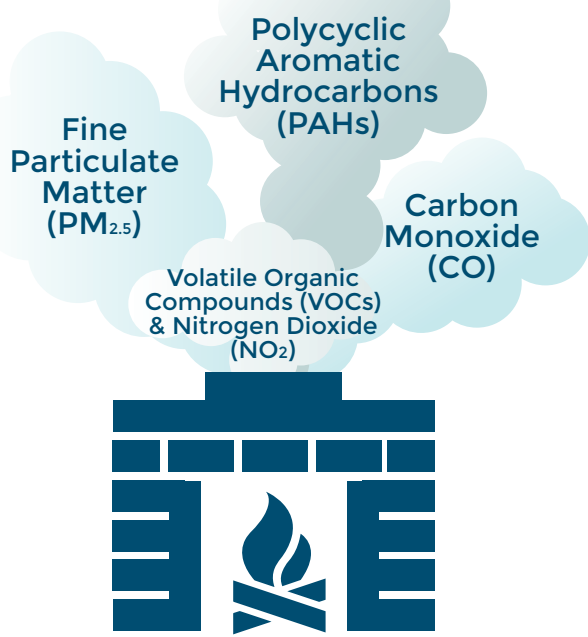 Polycyclic
Aromatic
Hydrocarbons
(PAHs)
Fine
Particulate
Matter
(PM2.5)
Carbon
Monoxide
(CO)
Volatile Organic
Compounds (VOCs)
& Nitrogen Dioxide
(NO2)